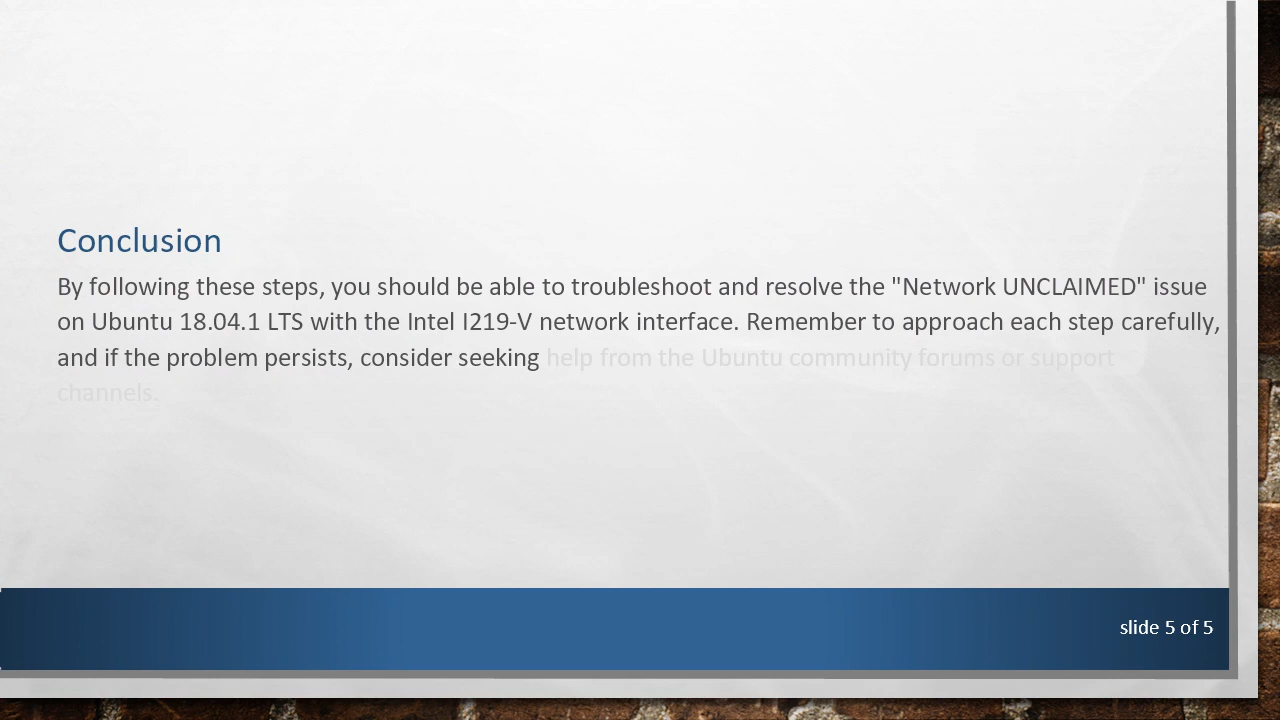 Conclusion
By following these steps, you should be able to troubleshoot and resolve the "Network UNCLAIMED" issue
on Ubuntu 18.04.1 LTS with the Intel I219-V network interface. Remember to approach each step carefully,
and if the problem persists, consider seeking help from the Ubuntu community forums or support
channels.
slide 5 of 5